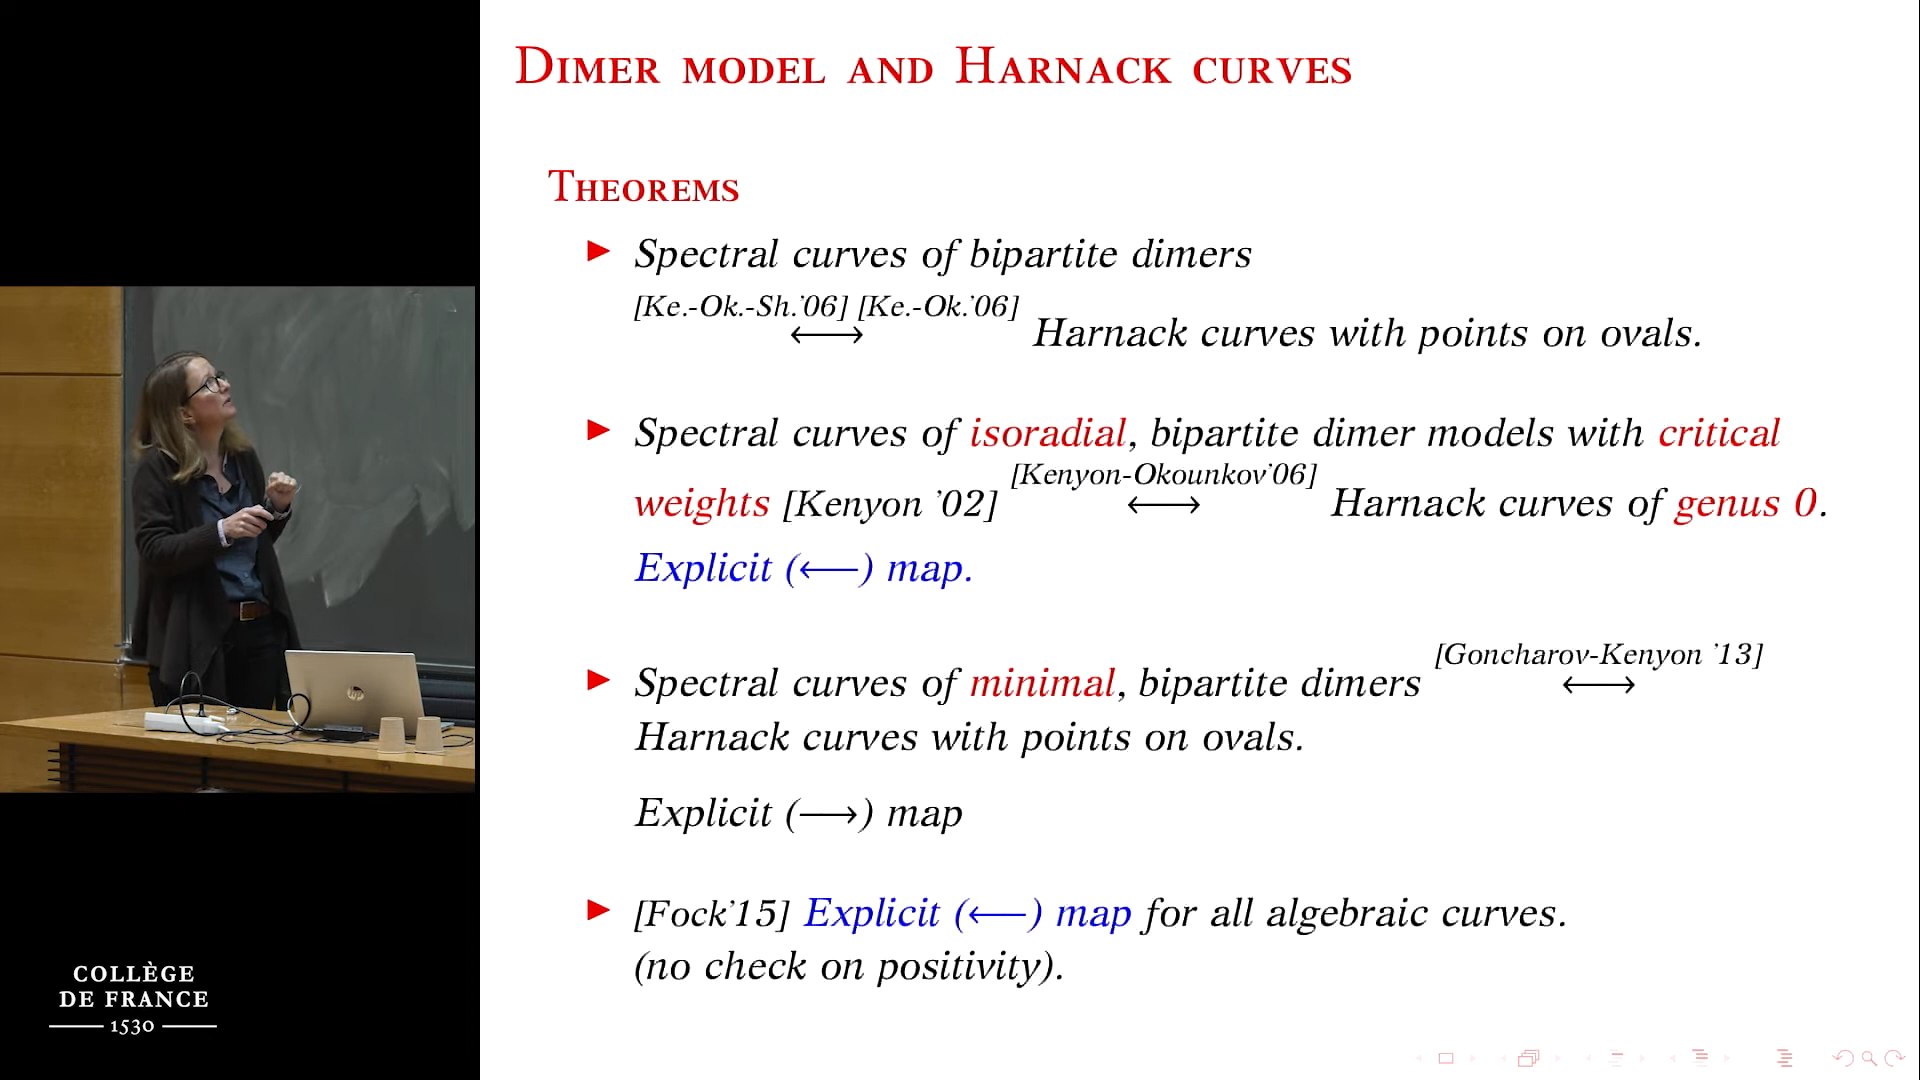 Dimer model and Harnack curves
Theorems
► Spectral curves of bipartite dimers
[Ke.-Ok.-Sh.'06] [Ke.-Ok.'06]
⟷ Harnack curves with points on ovals.
► Spectral curves of isoradial, bipartite dimer models with critical
[Kenyon-Okounkov'06]
weights [Kenyon '02] ⟷ Harnack curves of genus 0.
Explicit (⟵) map.
[Goncharov-Kenyon '13]
► Spectral curves of minimal, bipartite dimers ⟷
Harnack curves with points on ovals.
Explicit (⟶) map
► [Fock'15] Explicit (⟵) map for all algebraic curves.
(no check on positivity).
COLLÈGE
DE FRANCE
1530
hp